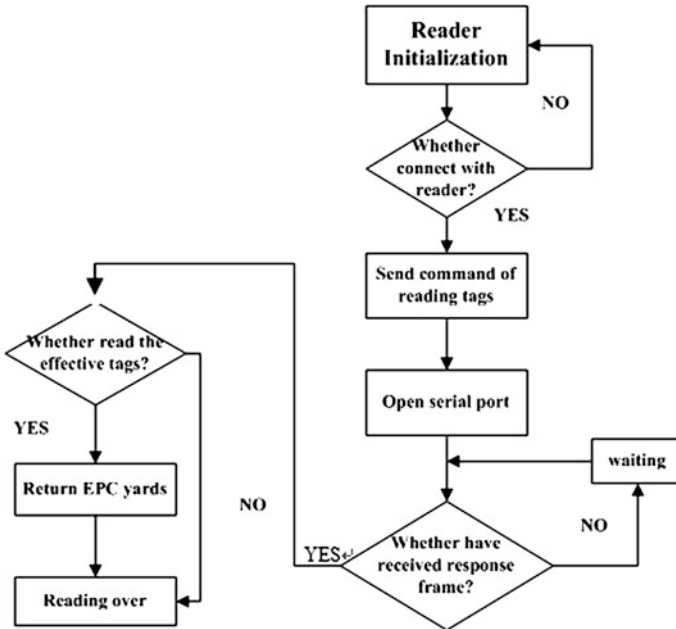 Reader
Initialization
NO
Whether
connect with
reader?
YES
Send command of
reading tags
Whether read the
effective tags?
Open serial port
YES
waiting
Return EPC yards
NO
NO
YES↵
Whether have
received response
frame?
Reading over